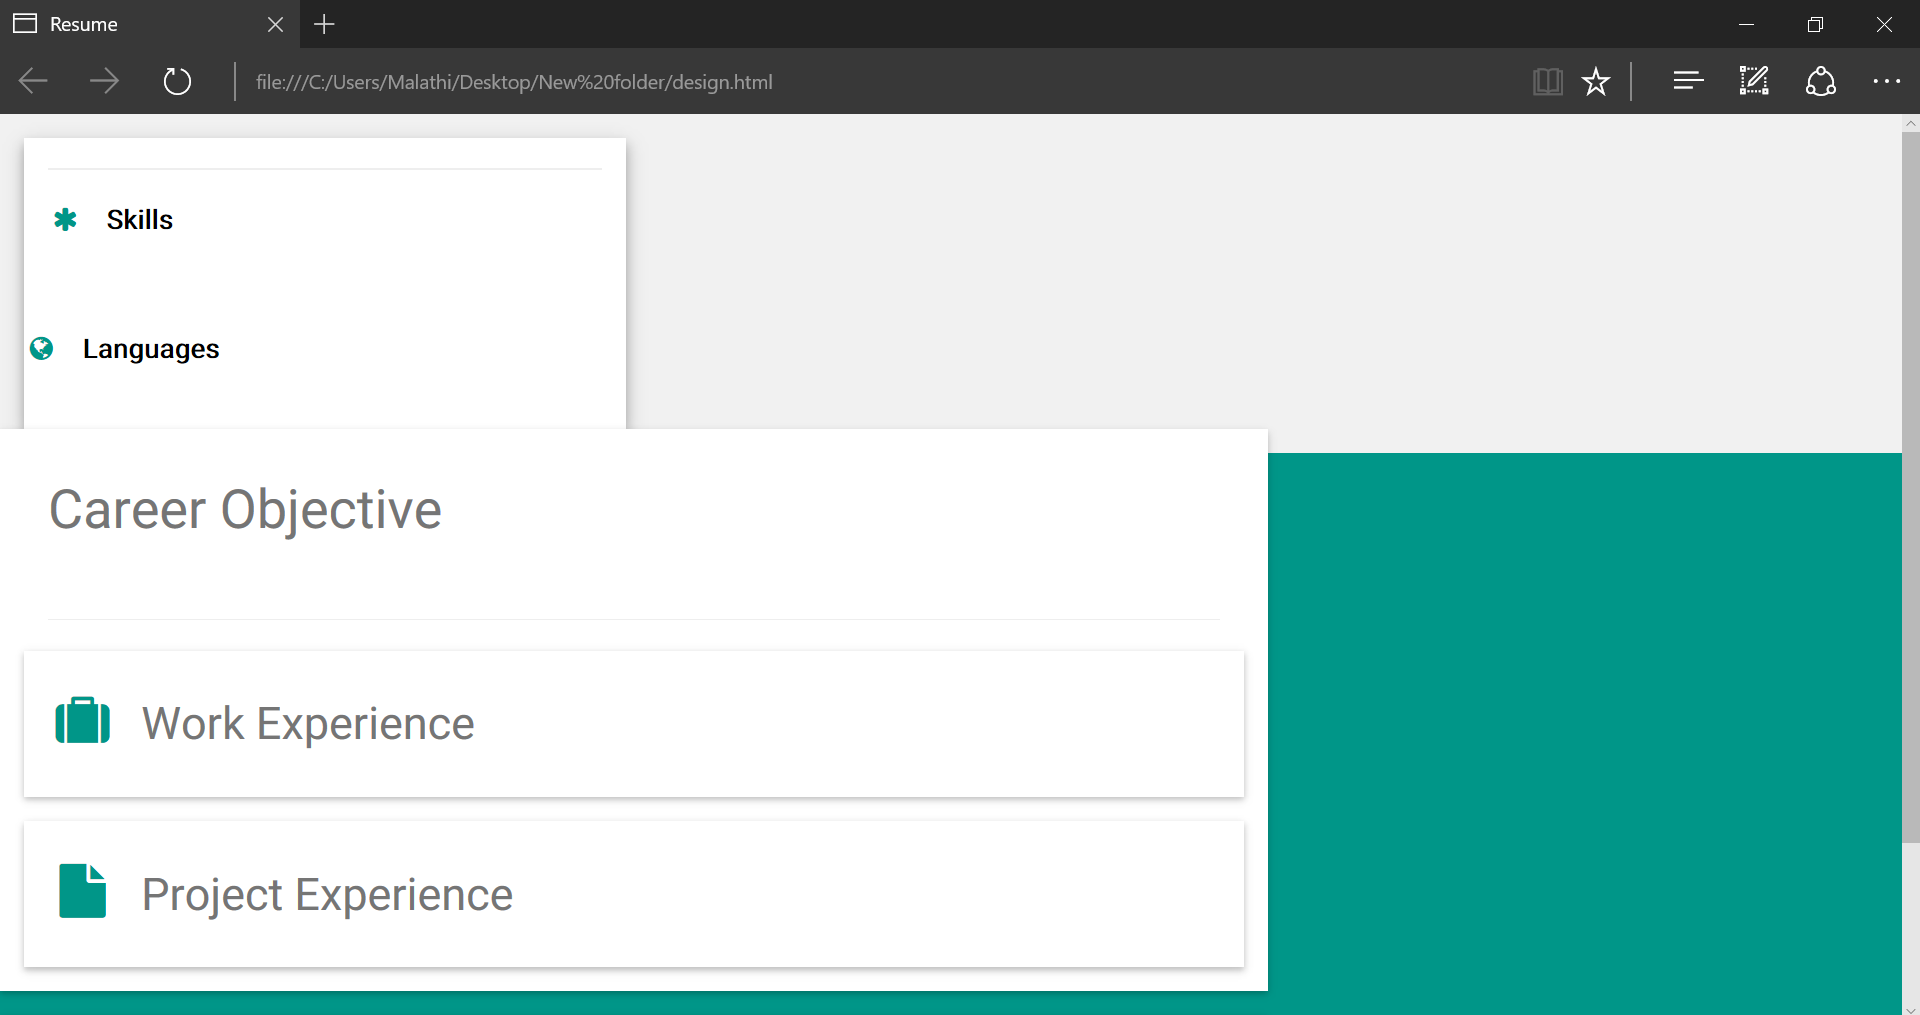 Resume
file:///C:/Users/Malathi/Desktop/New%20folder/design.html
Skills
Languages
Career Objective
Work Experience
Project Experience